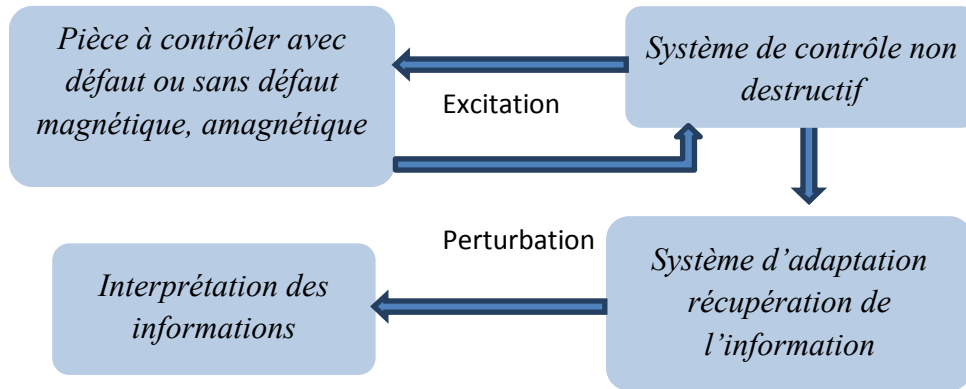 Pièce à contrôler avec
défaut ou sans défaut
magnétique, amagnétique
Excitation
Système de contrôle non
destructif
Perturbation
Système d’adaptation
récupération de
l’information
Interprétation des
informations